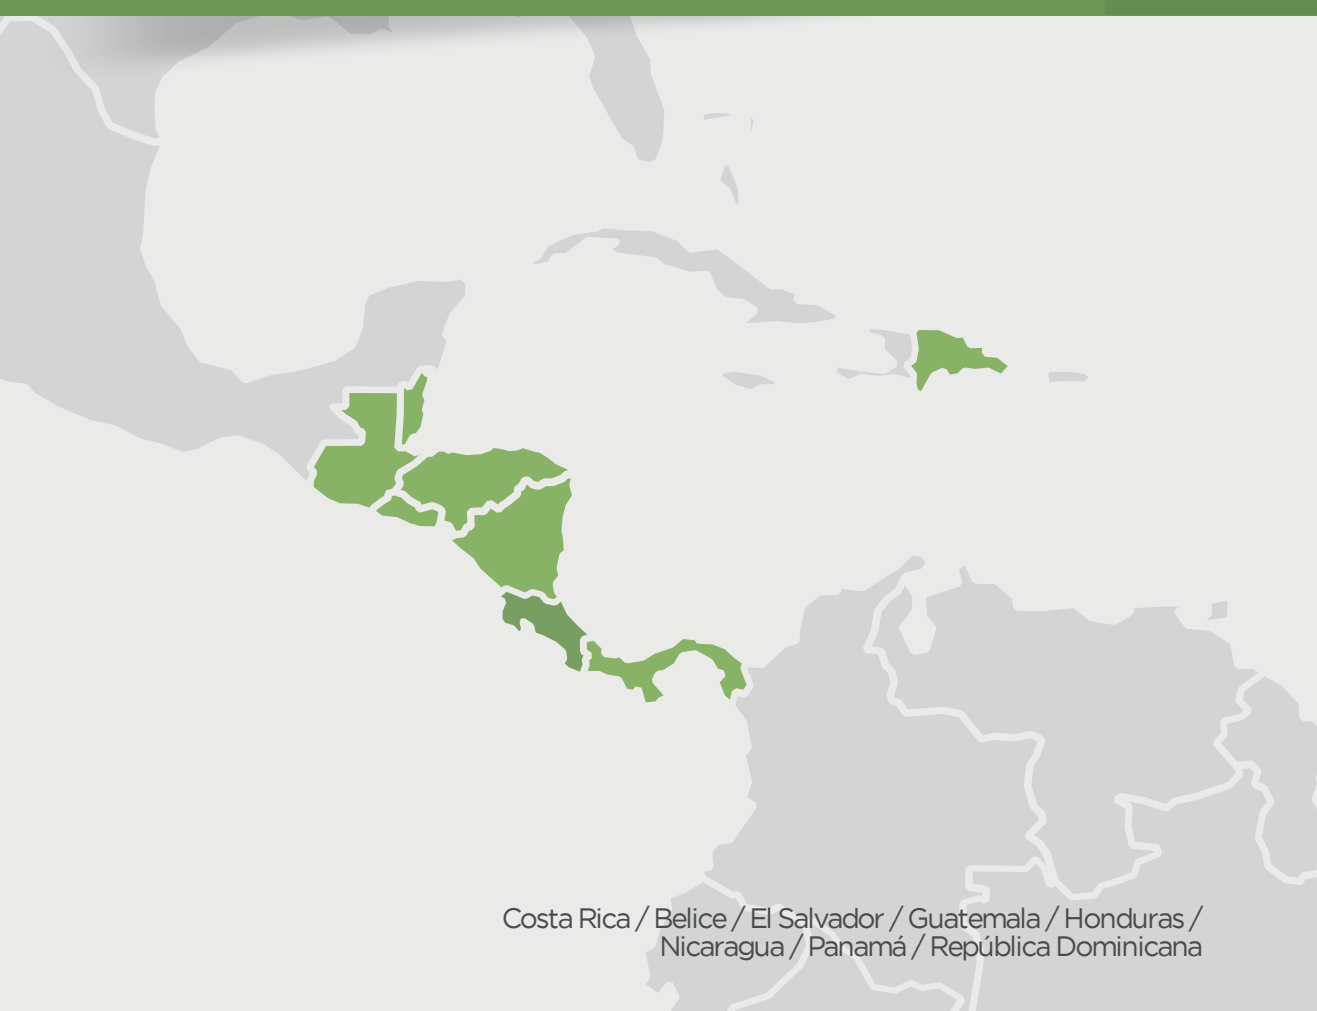 Costa Rica / Belice / El Salvador / Guatemala / Honduras /
Nicaragua / Panamá / República Dominicana